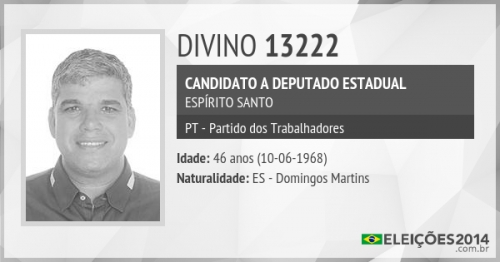 DIVINO 13222
CANDIDATO A DEPUTADO ESTADUAL
ESPÍRITO SANTO
PT - Partido dos Trabalhadores
Idade: 46 anos (10-06-1968)
Naturalidade: ES - Domingos Martins
ELEIÇÕES2014
.com.br